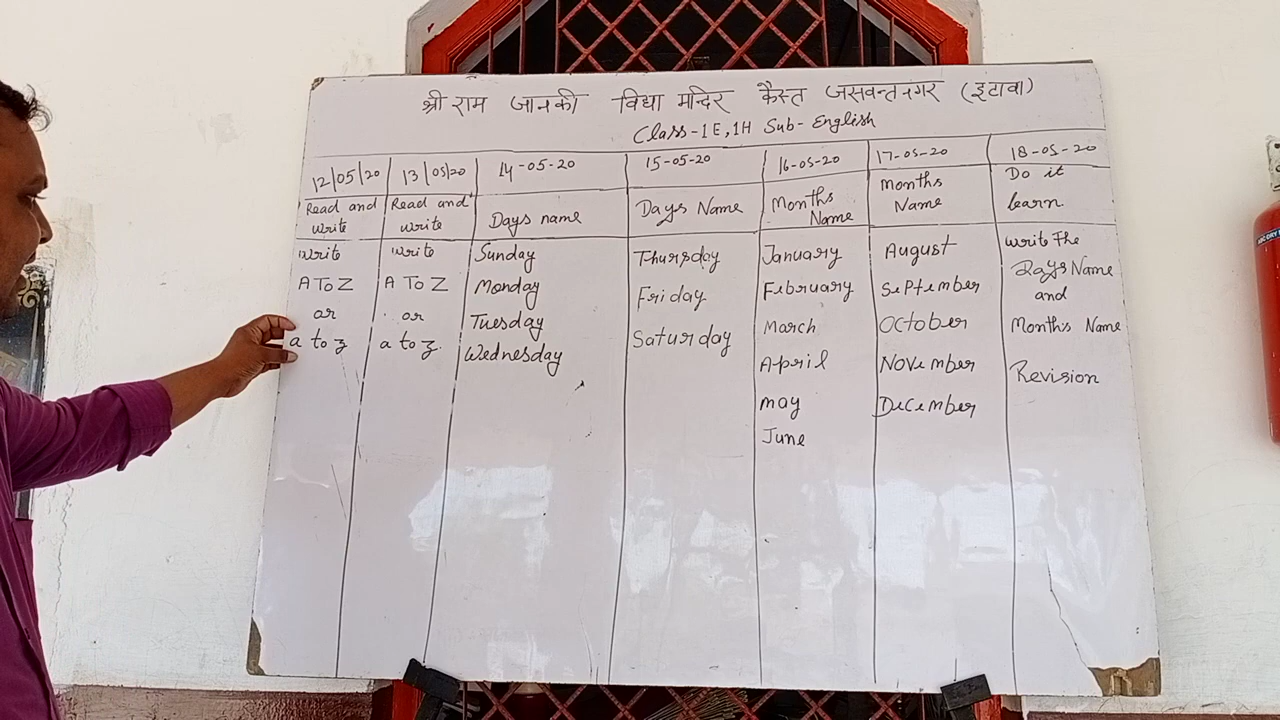 श्री राम जानकी विद्या मन्दिर कैस्त जसवन्तनगर (इटावा)
Class-1E,1H Sub- English
12/05/20
Read and
write
write
A To Z
or
a to z
13/05/20
Read and
write
write
A To Z
or
a to z.
14-05-20
Days name
Sunday
Monday
Tuesday
Wednesday
15-05-20
Days Name
Thursday
Friday
Saturday
16-05-20
Months
Name
January
February
March
April
may
June
17-05-20
Months
Name
August
September
October
November
December
18-05-20
Do it
learn
write The
Days Name
and
Months Name
Revision